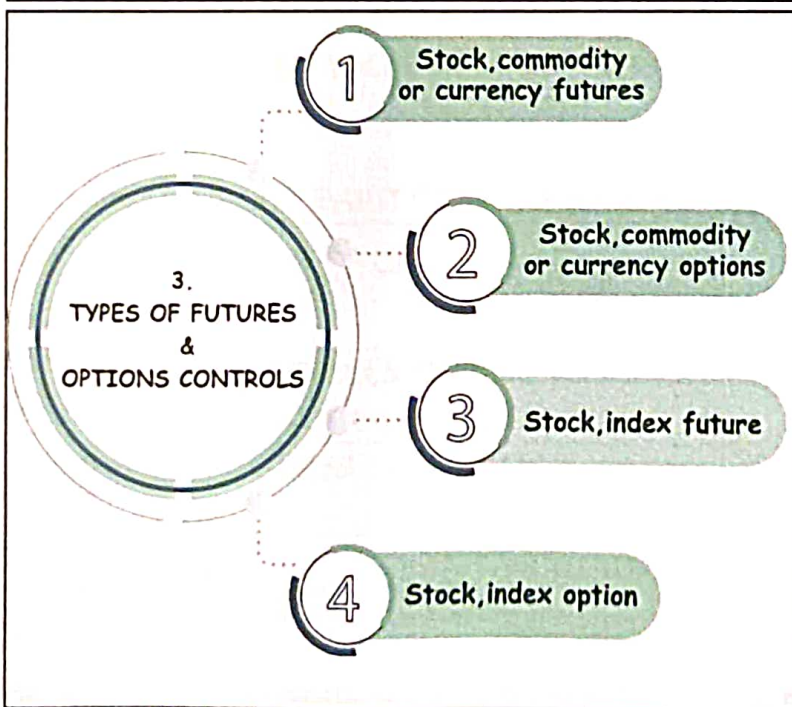 1
Stock,commodity
or currency futures
2
Stock,commodity
or currency options
3.
TYPES OF FUTURES
&
OPTIONS CONTROLS
3
Stock,index future
4
Stock,index option